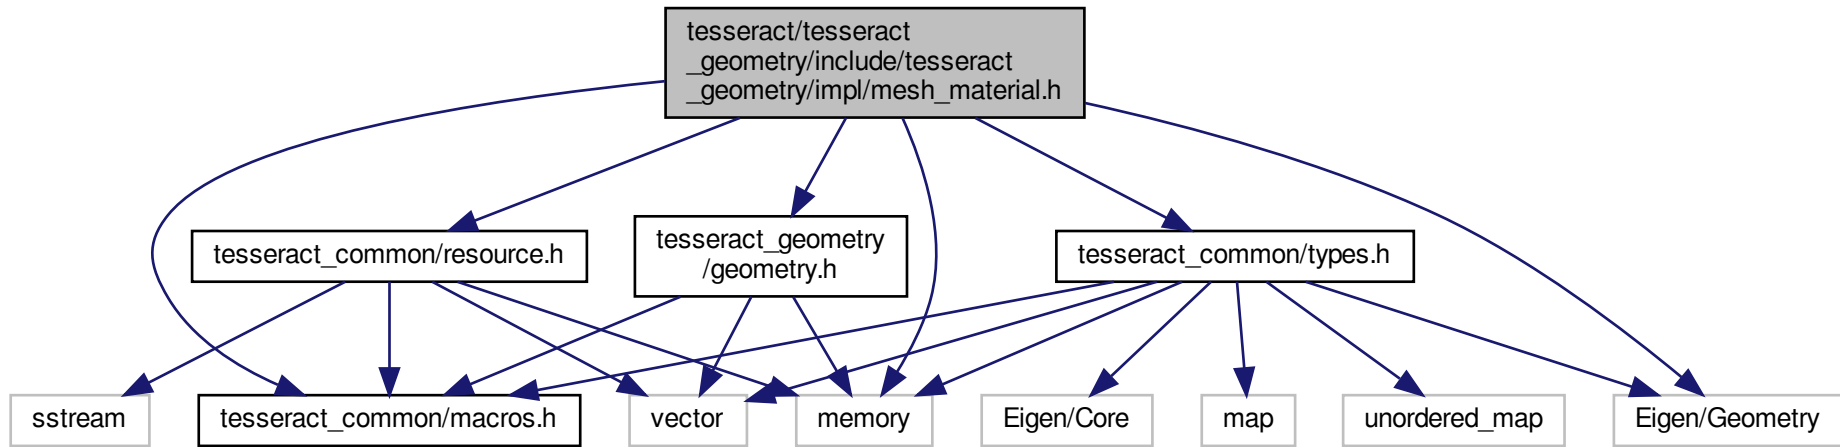 tesseract/tesseract
_geometry/include/tesseract
_geometry/impl/mesh_material.h
tesseract_common/resource.h
tesseract_geometry
/geometry.h
tesseract_common/types.h
sstream
tesseract_common/macros.h
vector
memory
Eigen/Core
map
unordered_map
Eigen/Geometry